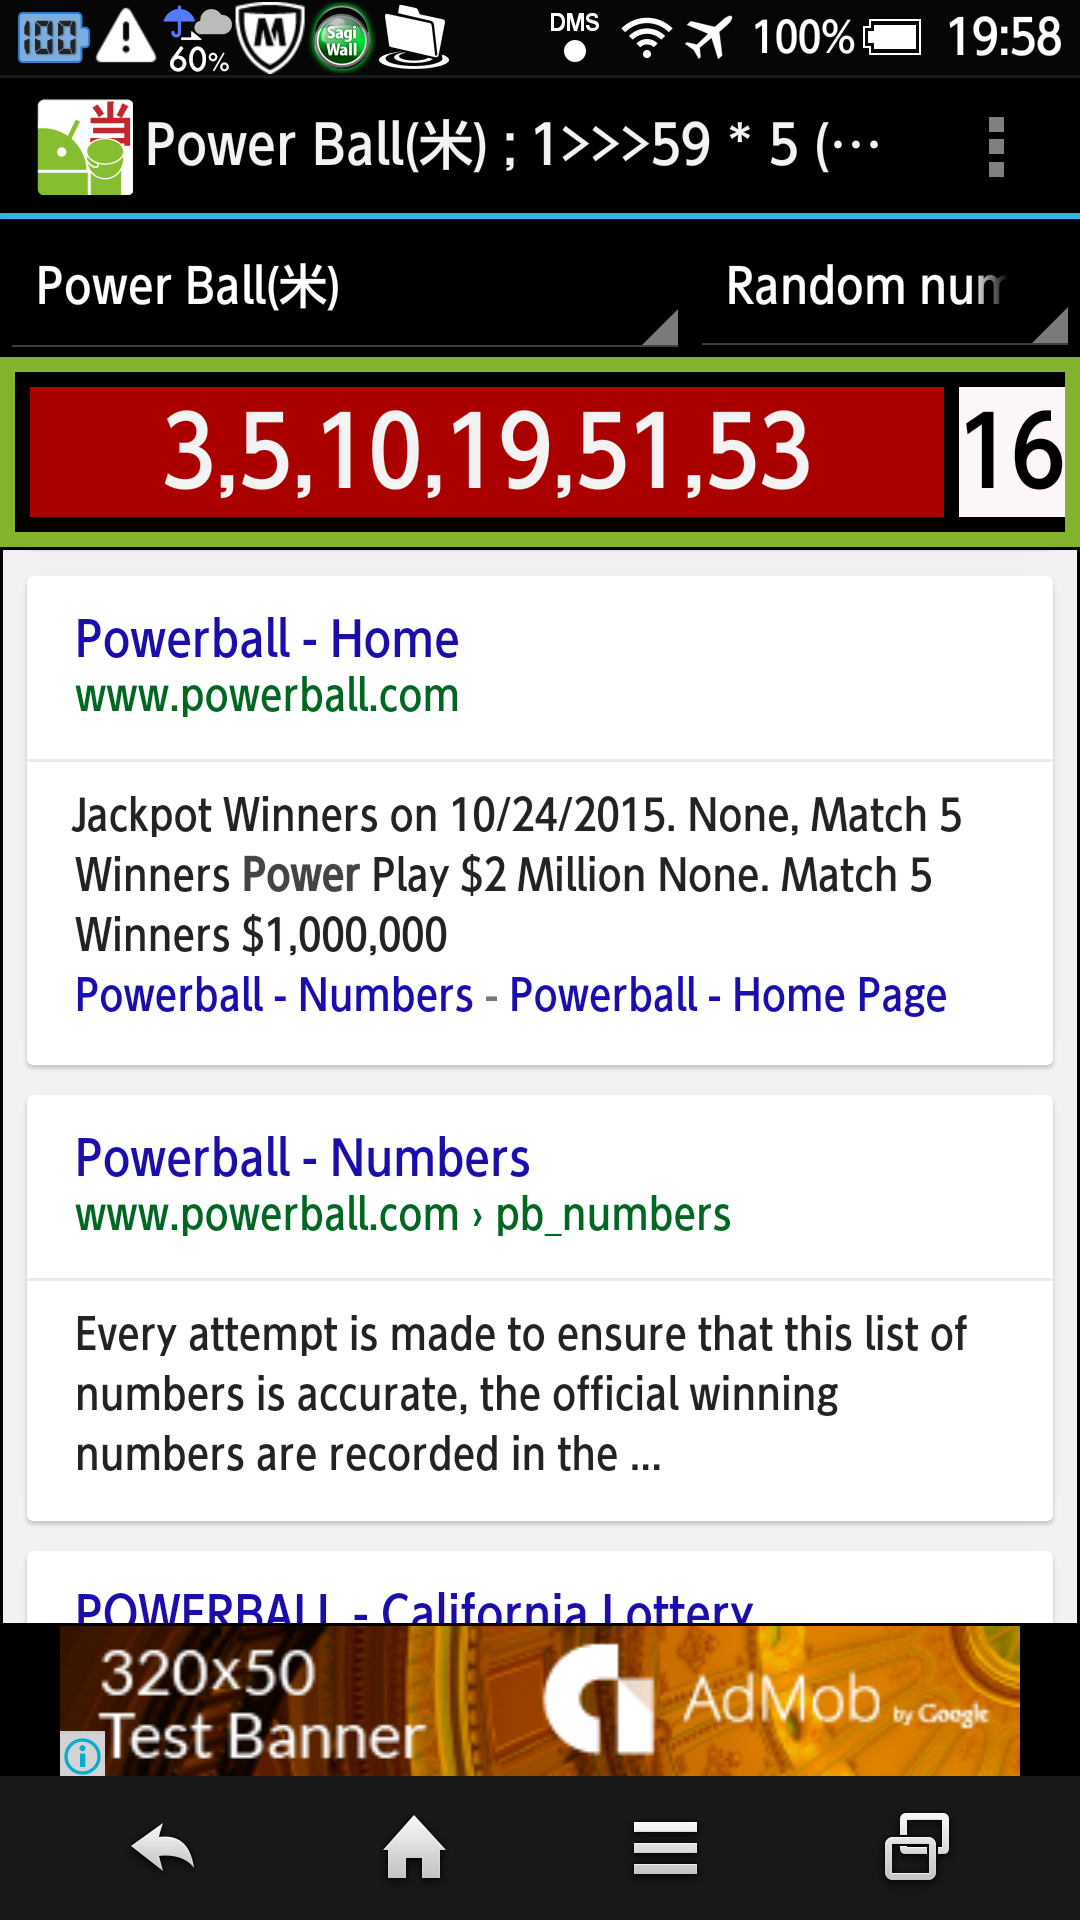 100
60%
M
Sagi
Wall
DMS
100%
19:58
当
Power Ball(米) ; 1>>>59 * 5 (…
Power Ball(米)
Random num
3,5,10,19,51,53
16
Powerball - Home
www.powerball.com
Jackpot Winners on 10/24/2015. None, Match 5
Winners Power Play $2 Million None. Match 5
Winners $1,000,000
Powerball - Numbers - Powerball - Home Page
Powerball - Numbers
www.powerball.com › pb_numbers
Every attempt is made to ensure that this list of
numbers is accurate, the official winning
numbers are recorded in the ...
POWERBALL - California Lottery
320x50
Test Banner
AdMob by Google